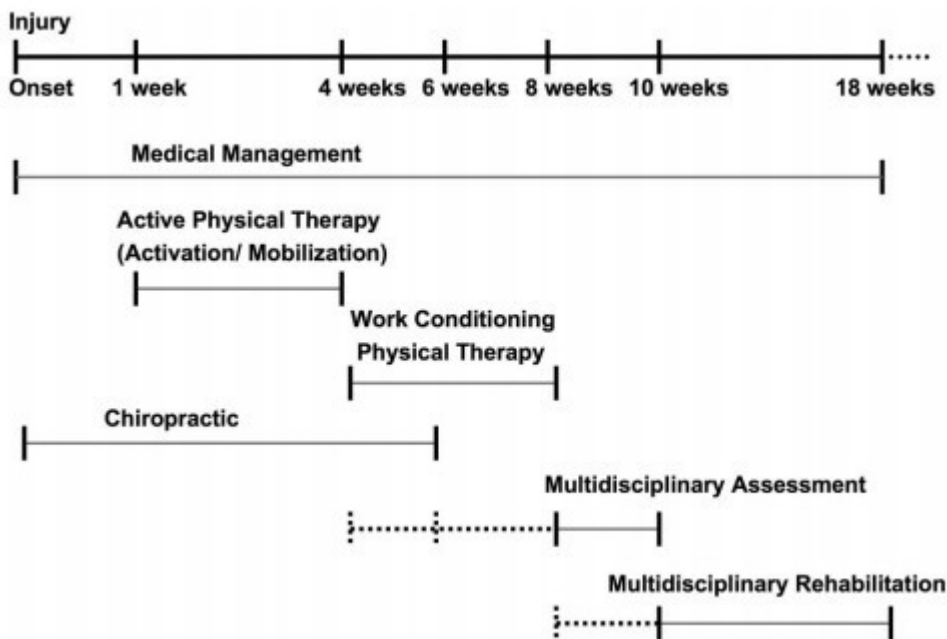 Injury
Onset 1 week 4 weeks 6 weeks 8 weeks 10 weeks 18 weeks
Medical Management
Active Physical Therapy
(Activation/ Mobilization)
Work Conditioning
Physical Therapy
Chiropractic
Multidisciplinary Assessment
Multidisciplinary Rehabilitation